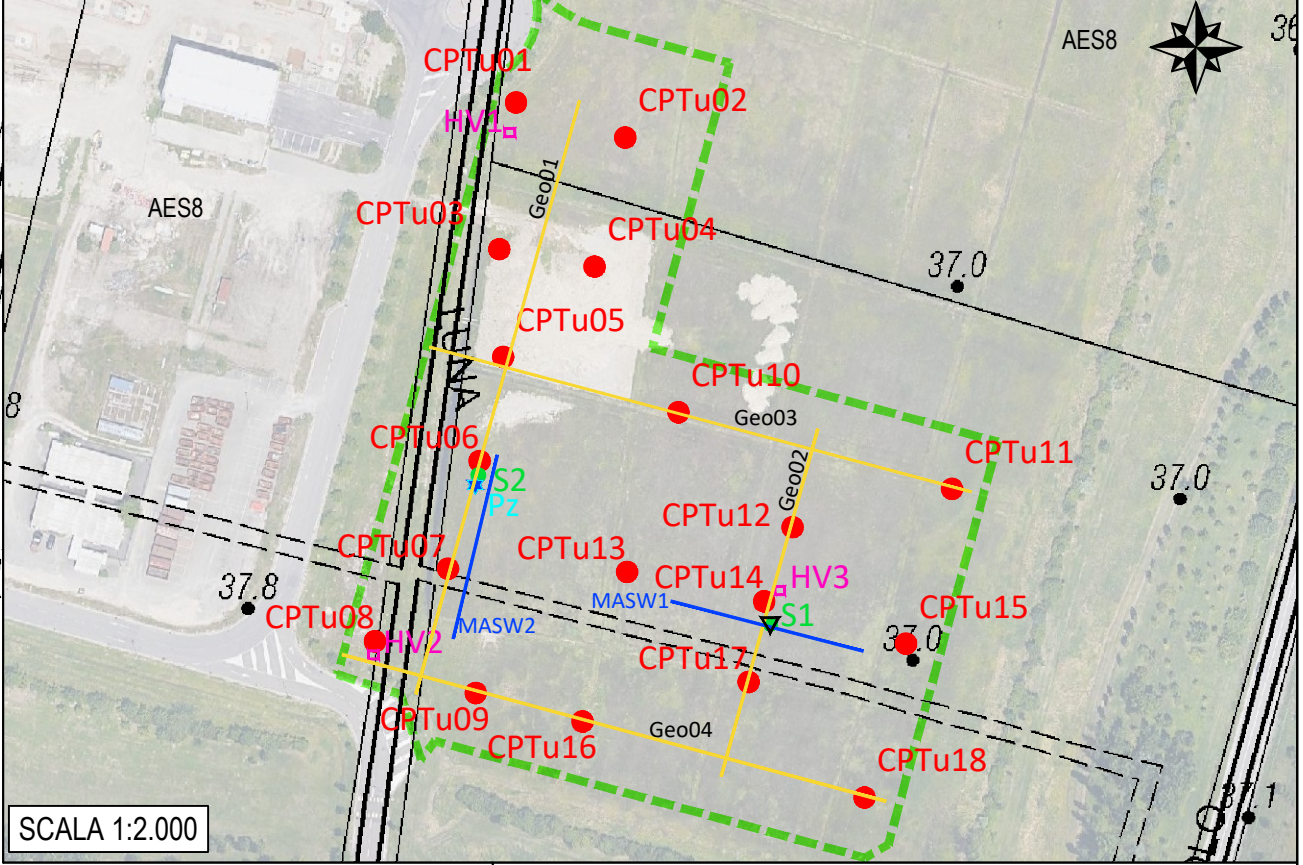 AES8
CPTu01
CPTu02
HV1
Geo01
AES8
CPTu03
CPTu04
37.0
LUNA
CPTu05
CPTu10
Geo03
8
CPTu06
CPTu11
Geo02
S2
Pz
37.0
CPTu12
CPTu07
CPTu13
CPTu14
HV3
37.8
MASW1
S1
CPTu15
CPTu08
MASW2
HV2
37.0
CPTu17
CPTu09
CPTu16
Geo04
CPTu18
37.1
SCALA 1:2.000